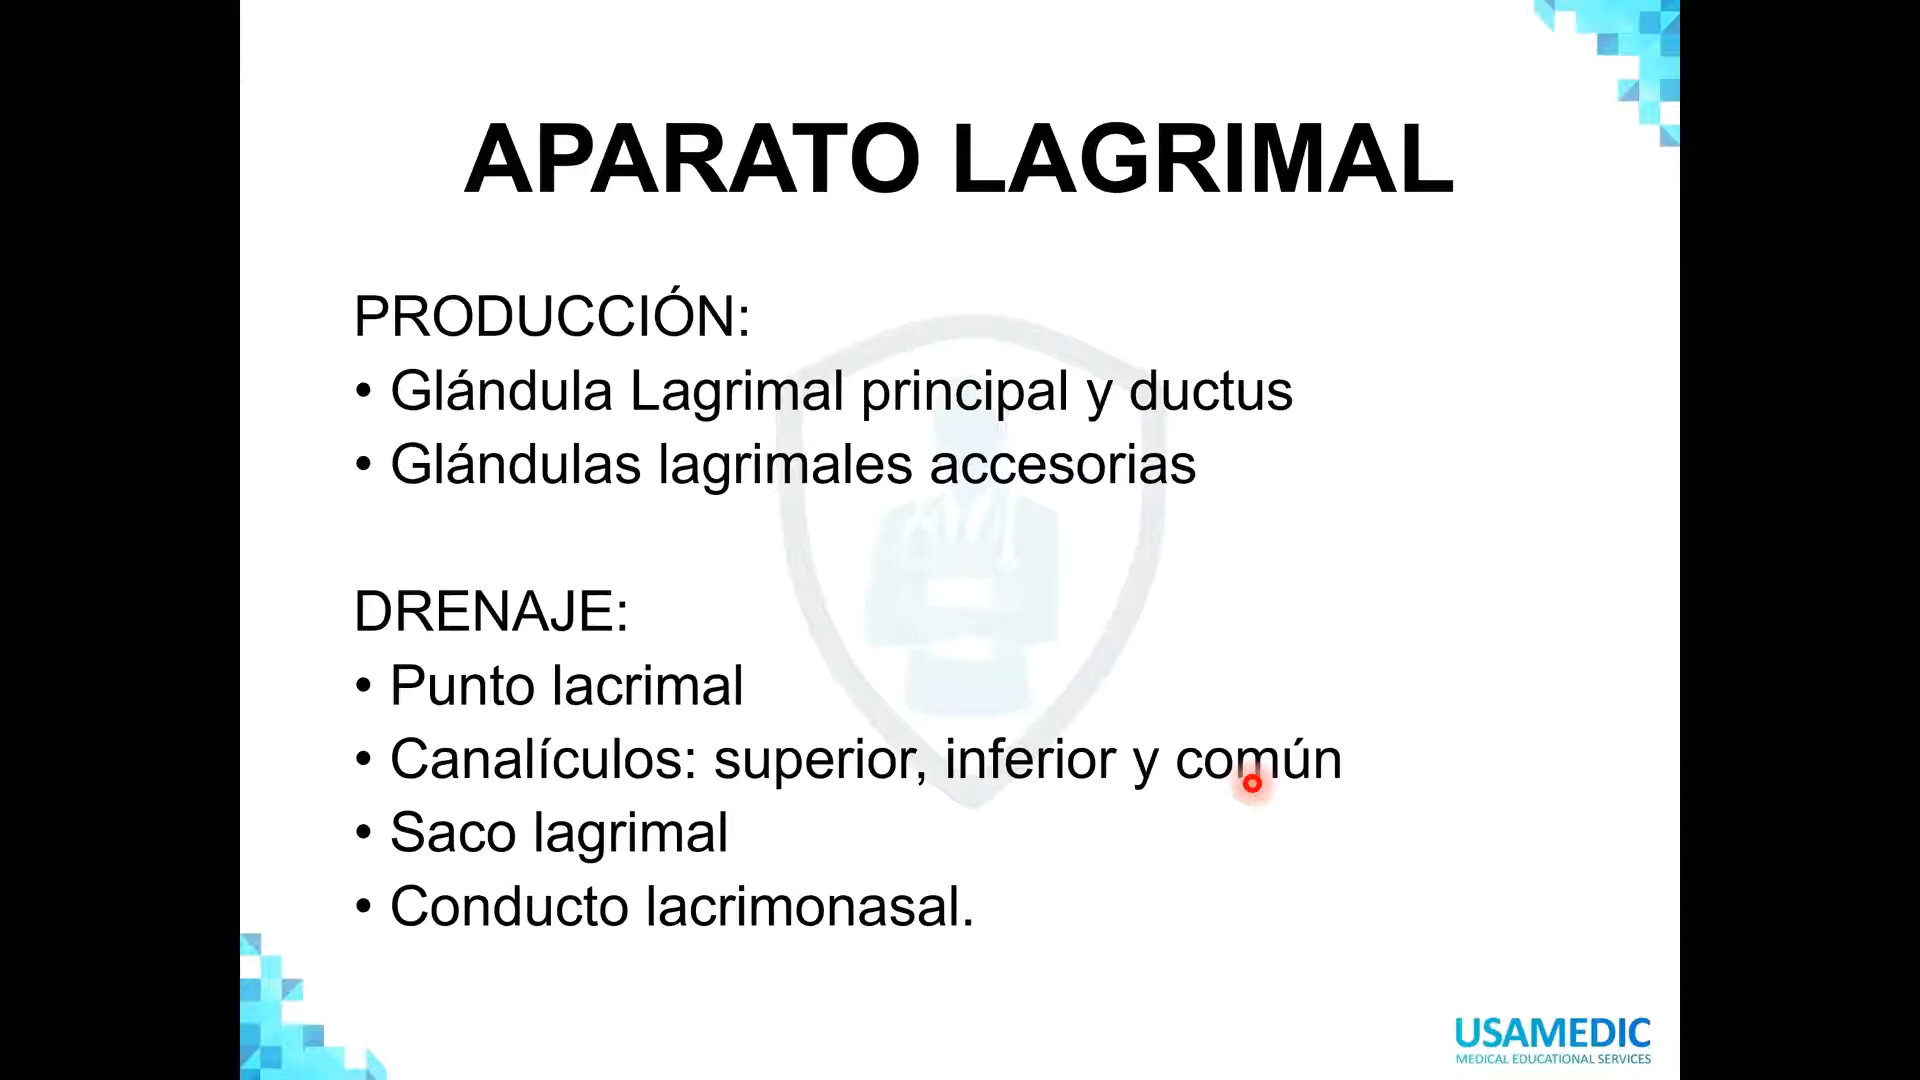 APARATO LAGRIMAL
PRODUCCIÓN:
• Glándula Lagrimal principal y ductus
• Glándulas lagrimales accesorias
DRENAJE:
• Punto lacrimal
• Canalículos: superior, inferior y común
• Saco lagrimal
• Conducto lacrimonasal.
USAMEDIC
MEDICAL EDUCATIONAL SERVICES